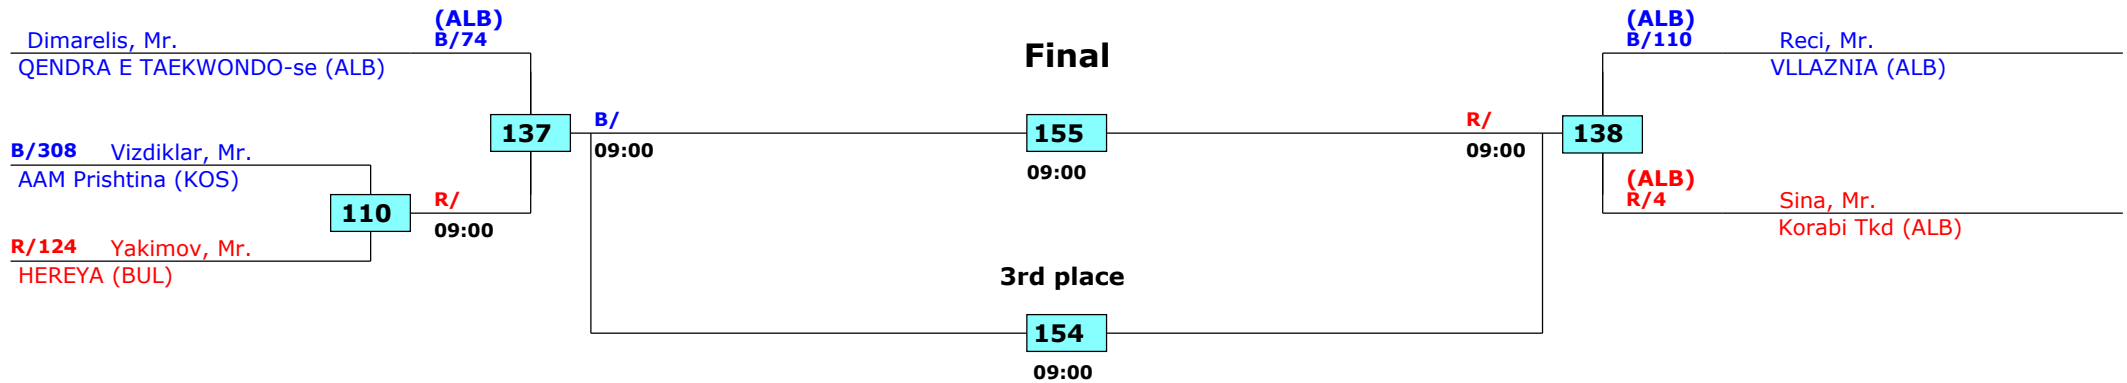 (ALB)
B/74
Dimarelis, Mr.
QENDRA E TAEKWONDO-se (ALB)
Final
(ALB)
B/110
Reci, Mr.
VLLAZNIA (ALB)
137
B/
09:00
155
09:00
R/
09:00
138
B/308 Vizdiklar, Mr.
AAM Prishtina (KOS)
110
R/
09:00
(ALB)
R/4
Sina, Mr.
Korabi Tkd (ALB)
R/124 Yakimov, Mr.
HEREYA (BUL)
3rd place
154
09:00